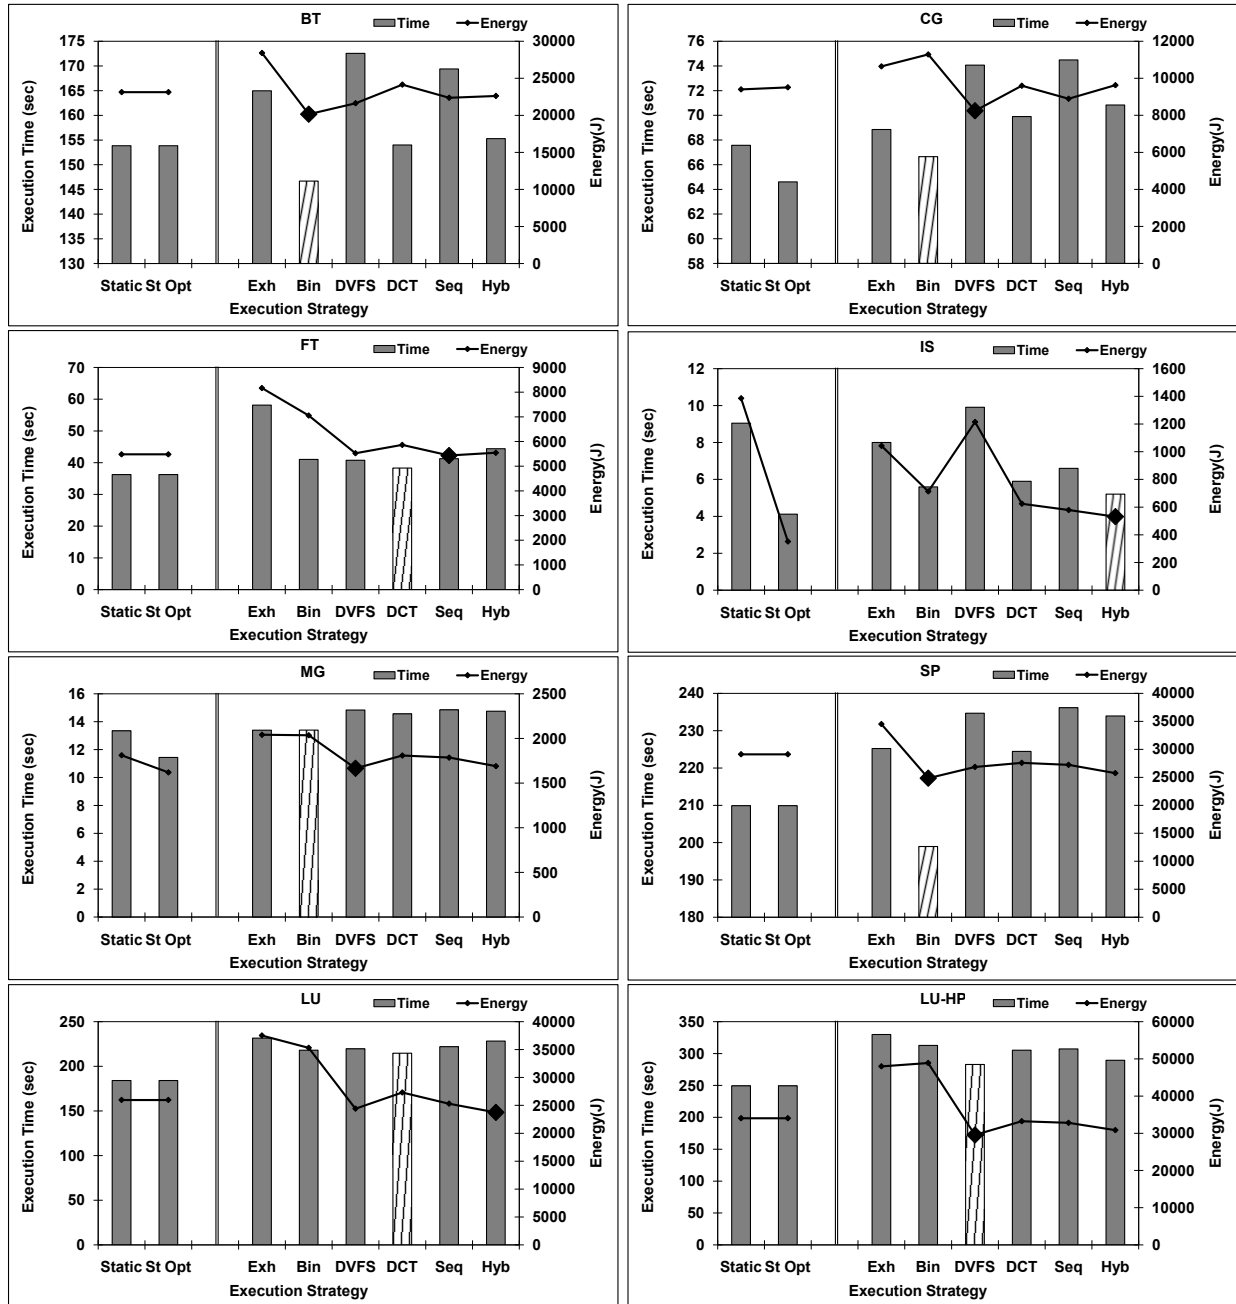 BT
Time Energy
Execution Time (sec)
175
170
165
160
155
150
145
140
135
130
30000
25000
20000
15000
10000
5000
0
Energy(J)
Static St Opt Exh Bin DVFS DCT Seq Hyb
Execution Strategy
CG
Time Energy
Execution Time (sec)
76
74
72
70
68
66
64
62
60
58
12000
10000
8000
6000
4000
2000
0
Energy(J)
Static St Opt Exh Bin DVFS DCT Seq Hyb
Execution Strategy
FT
Time Energy
Execution Time (sec)
70
60
50
40
30
20
10
0
9000
8000
7000
6000
5000
4000
3000
2000
1000
0
Energy(J)
Static St Opt Exh Bin DVFS DCT Seq Hyb
Execution Strategy
IS
Time Energy
Execution Time (sec)
12
10
8
6
4
2
0
1600
1400
1200
1000
800
600
400
200
0
Energy(J)
Static St Opt Exh Bin DVFS DCT Seq Hyb
Execution Strategy
MG
Time Energy
Execution Time (sec)
16
14
12
10
8
6
4
2
0
2500
2000
1500
1000
500
0
Energy(J)
Static St Opt Exh Bin DVFS DCT Seq Hyb
Execution Strategy
SP
Time Energy
Execution Time (sec)
240
230
220
210
200
190
180
40000
35000
30000
25000
20000
15000
10000
5000
0
Energy(J)
Static St Opt Exh Bin DVFS DCT Seq Hyb
Execution Strategy
LU
Time Energy
Execution Time (sec)
250
200
150
100
50
0
40000
35000
30000
25000
20000
15000
10000
5000
0
Energy(J)
Static St Opt Exh Bin DVFS DCT Seq Hyb
Execution Strategy
LU-HP
Time Energy
Execution Time (sec)
350
300
250
200
150
100
50
0
60000
50000
40000
30000
20000
10000
0
Energy(J)
Static St Opt Exh Bin DVFS DCT Seq Hyb
Execution Strategy